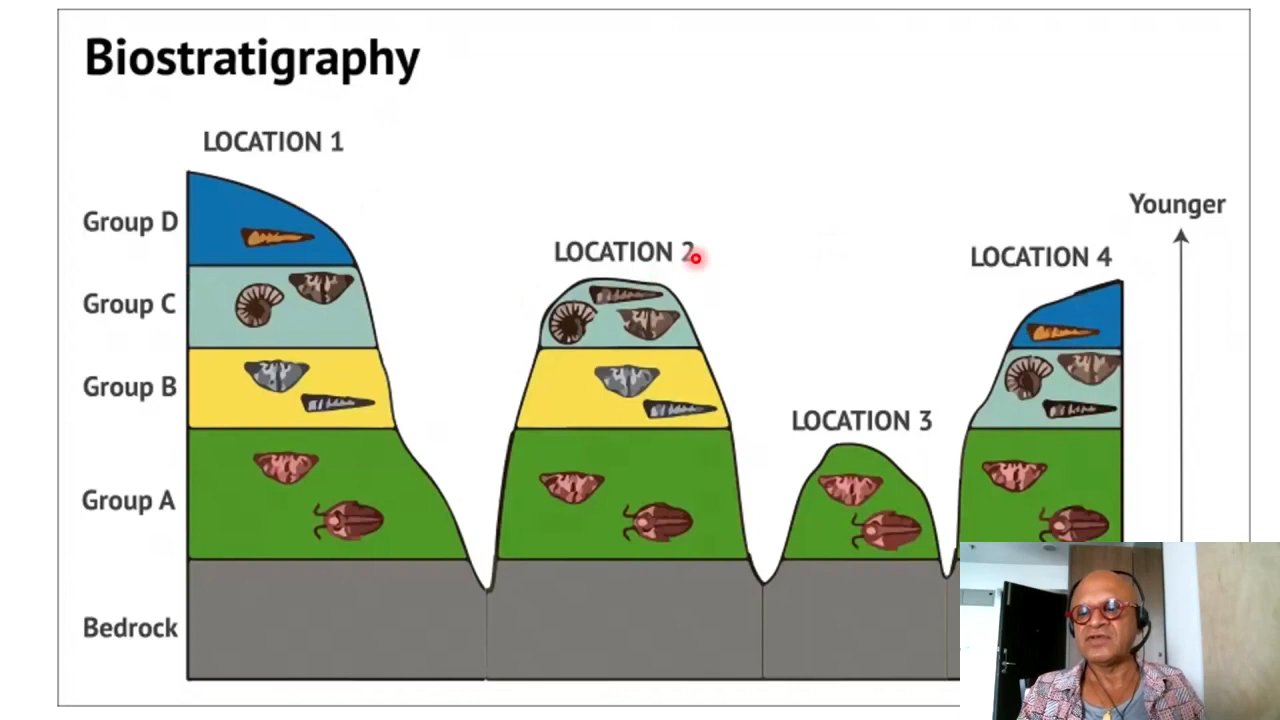 Biostratigraphy
LOCATION 1
Younger
Group D
LOCATION 2
LOCATION 4
Group C
Group B
LOCATION 3
Group A
Bedrock